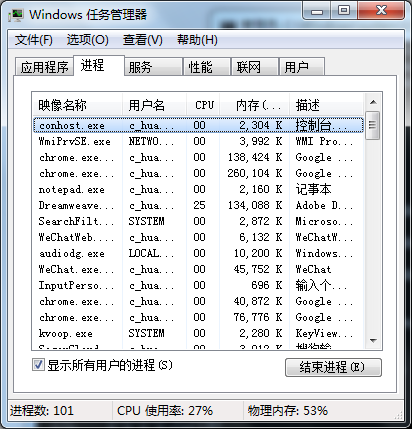 Windows 任务管理器
文件(F) 选项(O) 查看(V) 帮助(H)
应用程序 进程 服务 性能 联网 用户
映像名称 用户名 CPU 内存(... 描述
conhost.exe c_hua... 00 2,304 K 控制台...
WmiPrvSE.exe NETWO... 00 3,992 K WMI Pro...
chrome.exe... c_hua... 00 138,424 K Google ...
chrome.exe... c_hua... 00 260,104 K Google ...
notepad.exe c_hua... 00 2,160 K 记事本
Dreamweave... c_hua... 25 134,088 K Adobe D...
SearchFilt... SYSTEM 00 2,872 K Microso...
WeChatWeb... c_hua... 00 6,132 K WeChatW...
audiodg.exe LOCAL... 00 10,200 K Windows...
WeChat.exe... c_hua... 00 45,752 K WeChat
InputPerso... c_hua... 00 696 K 输入个...
chrome.exe... c_hua... 00 40,872 K Google ...
chrome.exe... c_hua... 00 76,776 K Google ...
kvoop.exe SYSTEM 00 2,280 K KeyView...
显示所有用户的进程(S) 结束进程(E)
进程数: 101 CPU 使用率: 27% 物理内存: 53%